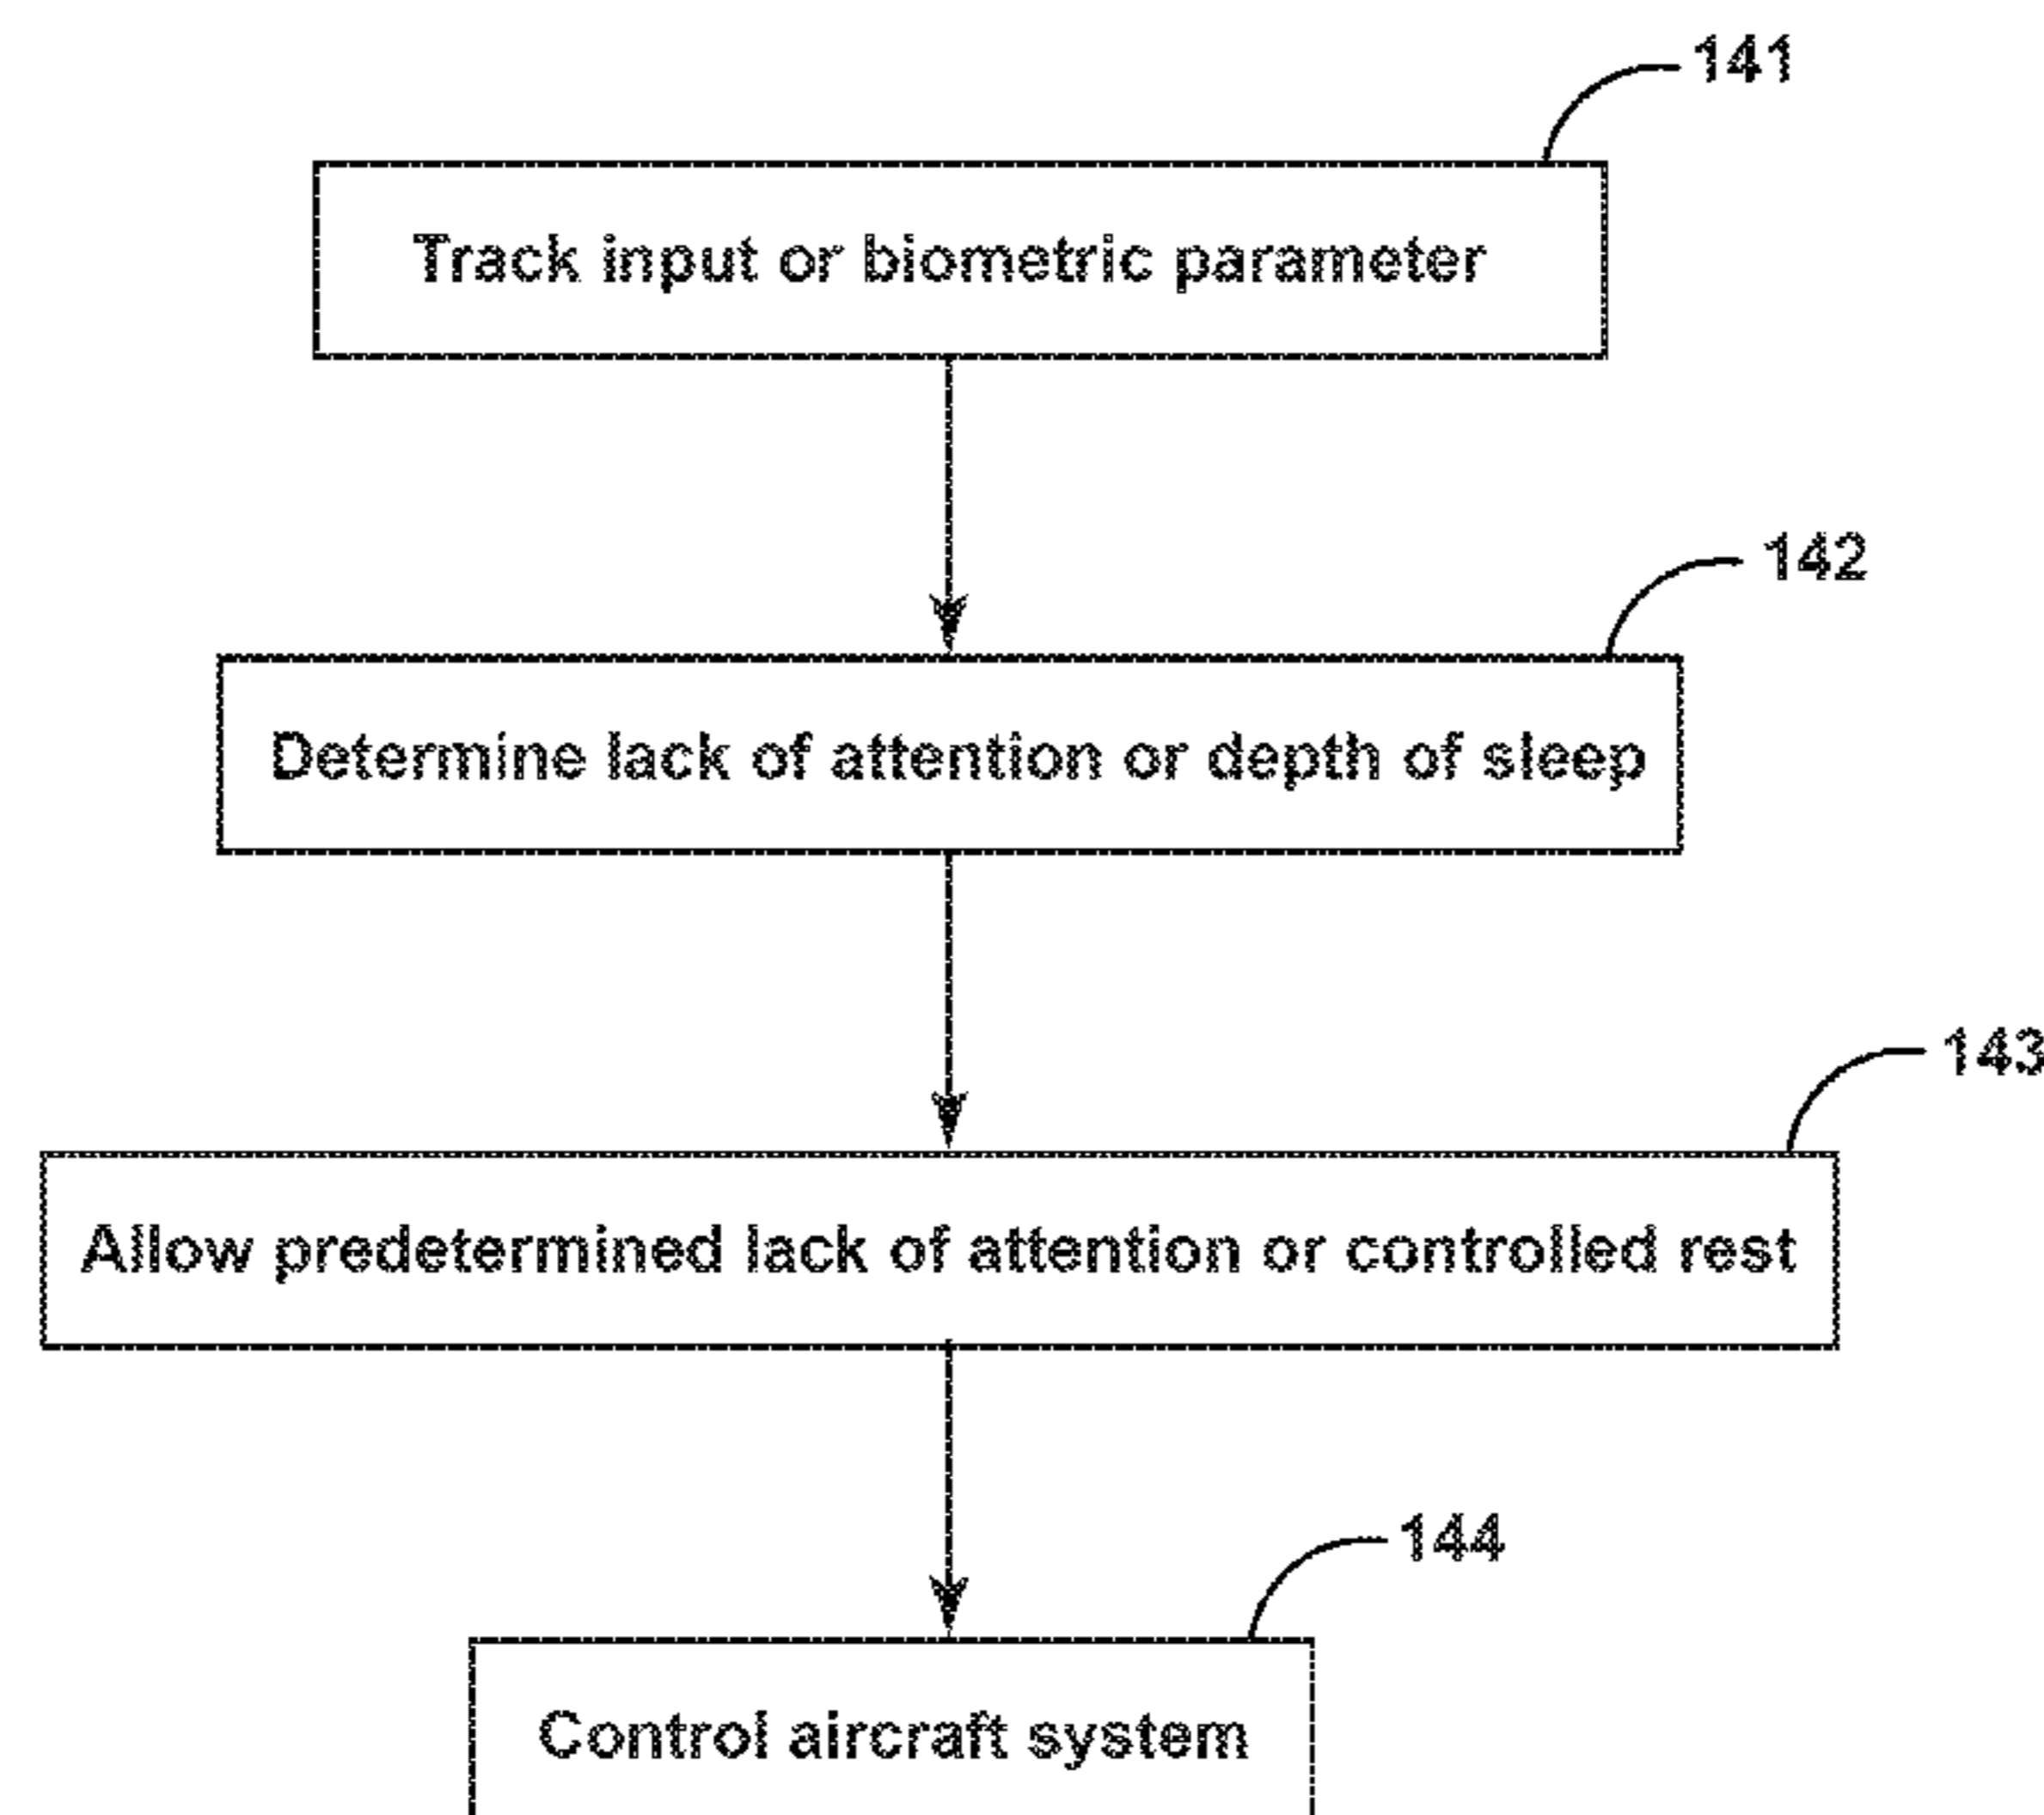 141
Track input or biometric parameter
142
Determine lack of attention or depth of sleep
143
Allow predetermined lack of attention or controlled rest
144
Control aircraft system